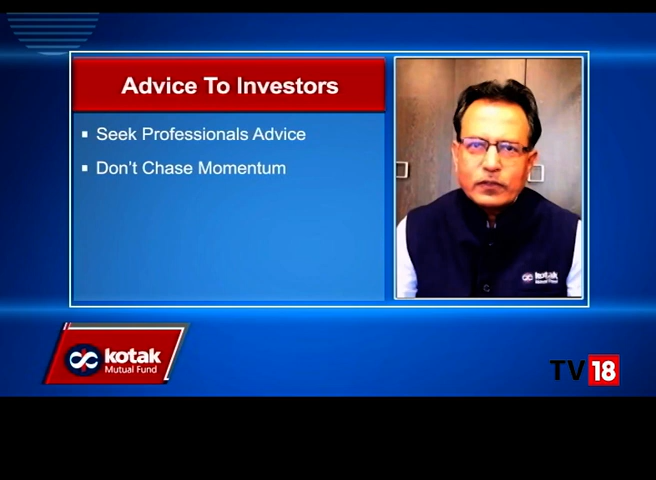 Advice To Investors
Seek Professionals Advice
Don't Chase Momentum
kotak
Mutual Fund
kotak
Mutual Fund
TV18